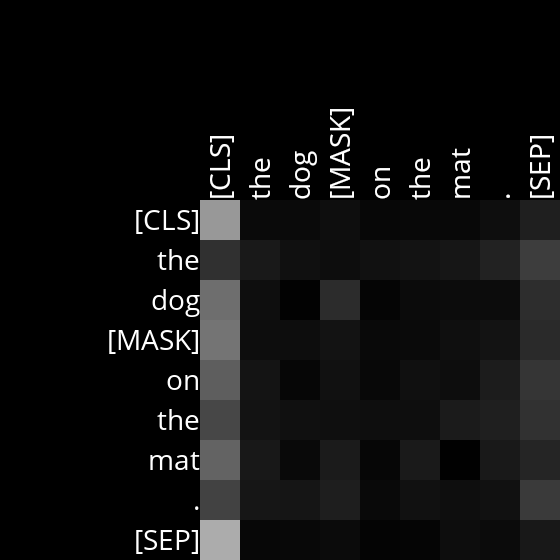 [CLS] the dog [MASK] on the mat . [SEP]
[CLS]
the
dog
[MASK]
on
the
mat
.
[SEP]